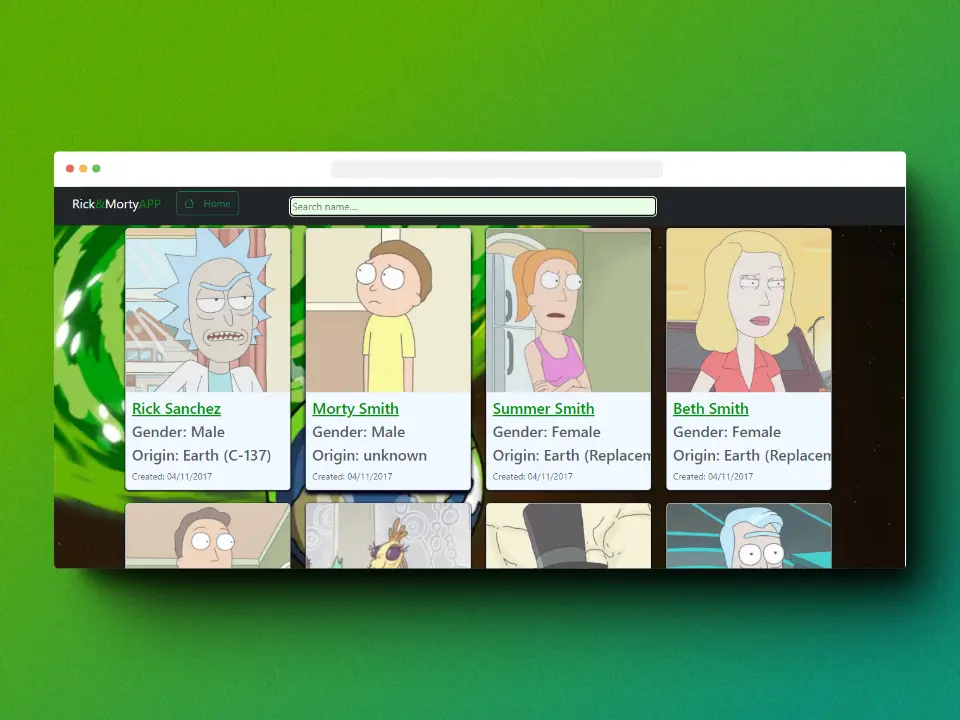 Rick&MortyAPP
Home
Search name....
Rick Sanchez
Gender: Male
Origin: Earth (C-137)
Created: 04/11/2017
Morty Smith
Gender: Male
Origin: unknown
Created: 04/11/2017
Summer Smith
Gender: Female
Origin: Earth (Replacem
Created: 04/11/2017
Beth Smith
Gender: Female
Origin: Earth (Replacem
Created: 04/11/2017